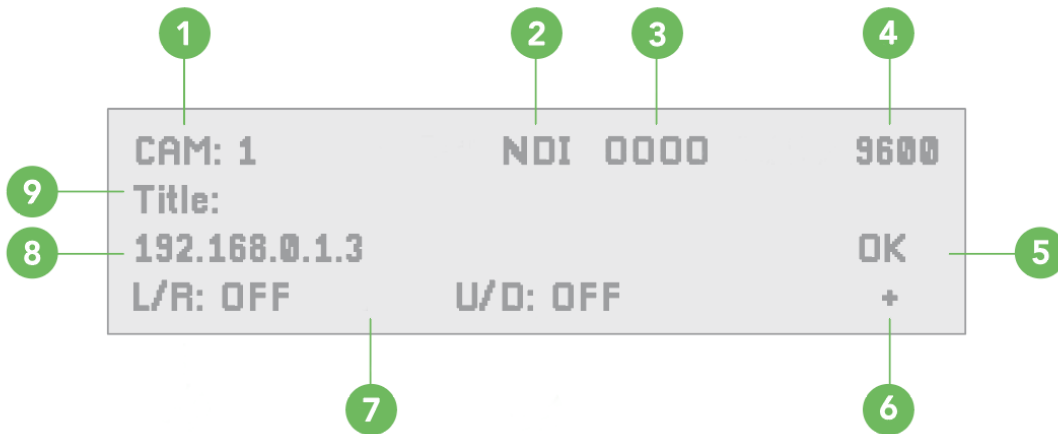 1 2 3 4
CAM: 1 NDI 0000 9600
9 Title:
8 192.168.0.1.3 OK 5
L/R: OFF U/D: OFF +
7 6